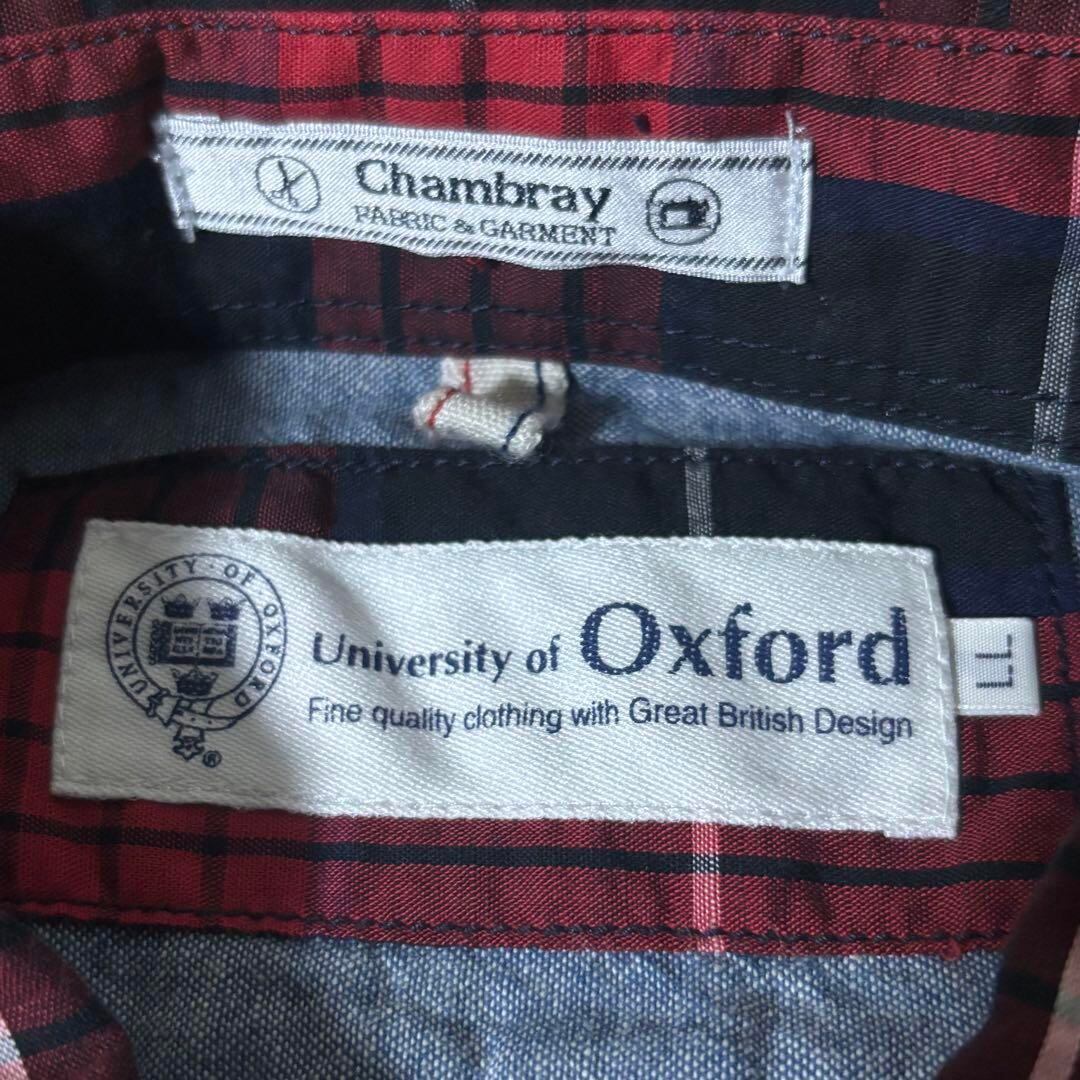 Chambray
FABRIC & GARMENT
UNIVERSITY · OF OXFORD
University of Oxford
LL
Fine quality clothing with Great British Design
®